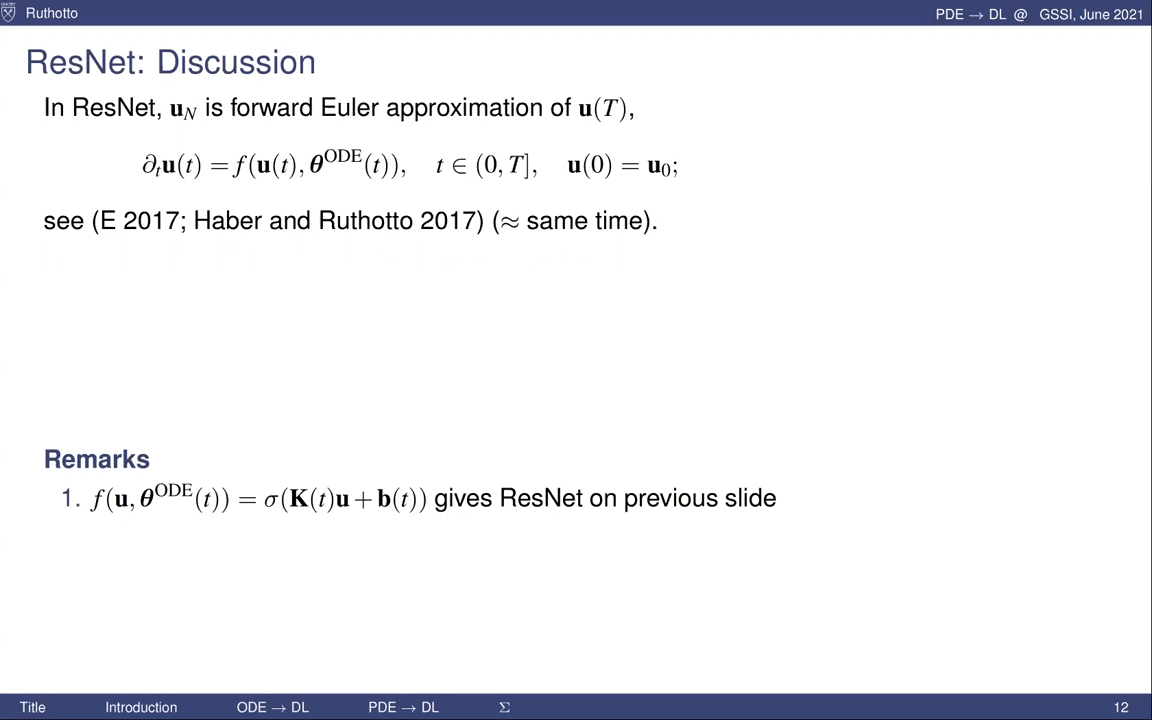 Ruthotto
PDE → DL @ GSSI, June 2021
ResNet: Discussion
In ResNet, u_N is forward Euler approximation of u(T),
∂_t u(t) = f(u(t), θ^ODE(t)), t ∈ (0, T], u(0) = u_0;
see (E 2017; Haber and Ruthotto 2017) (≈ same time).
Remarks
1. f(u, θ^ODE(t)) = σ(K(t)u + b(t)) gives ResNet on previous slide
Title Introduction ODE → DL PDE → DL Σ 12